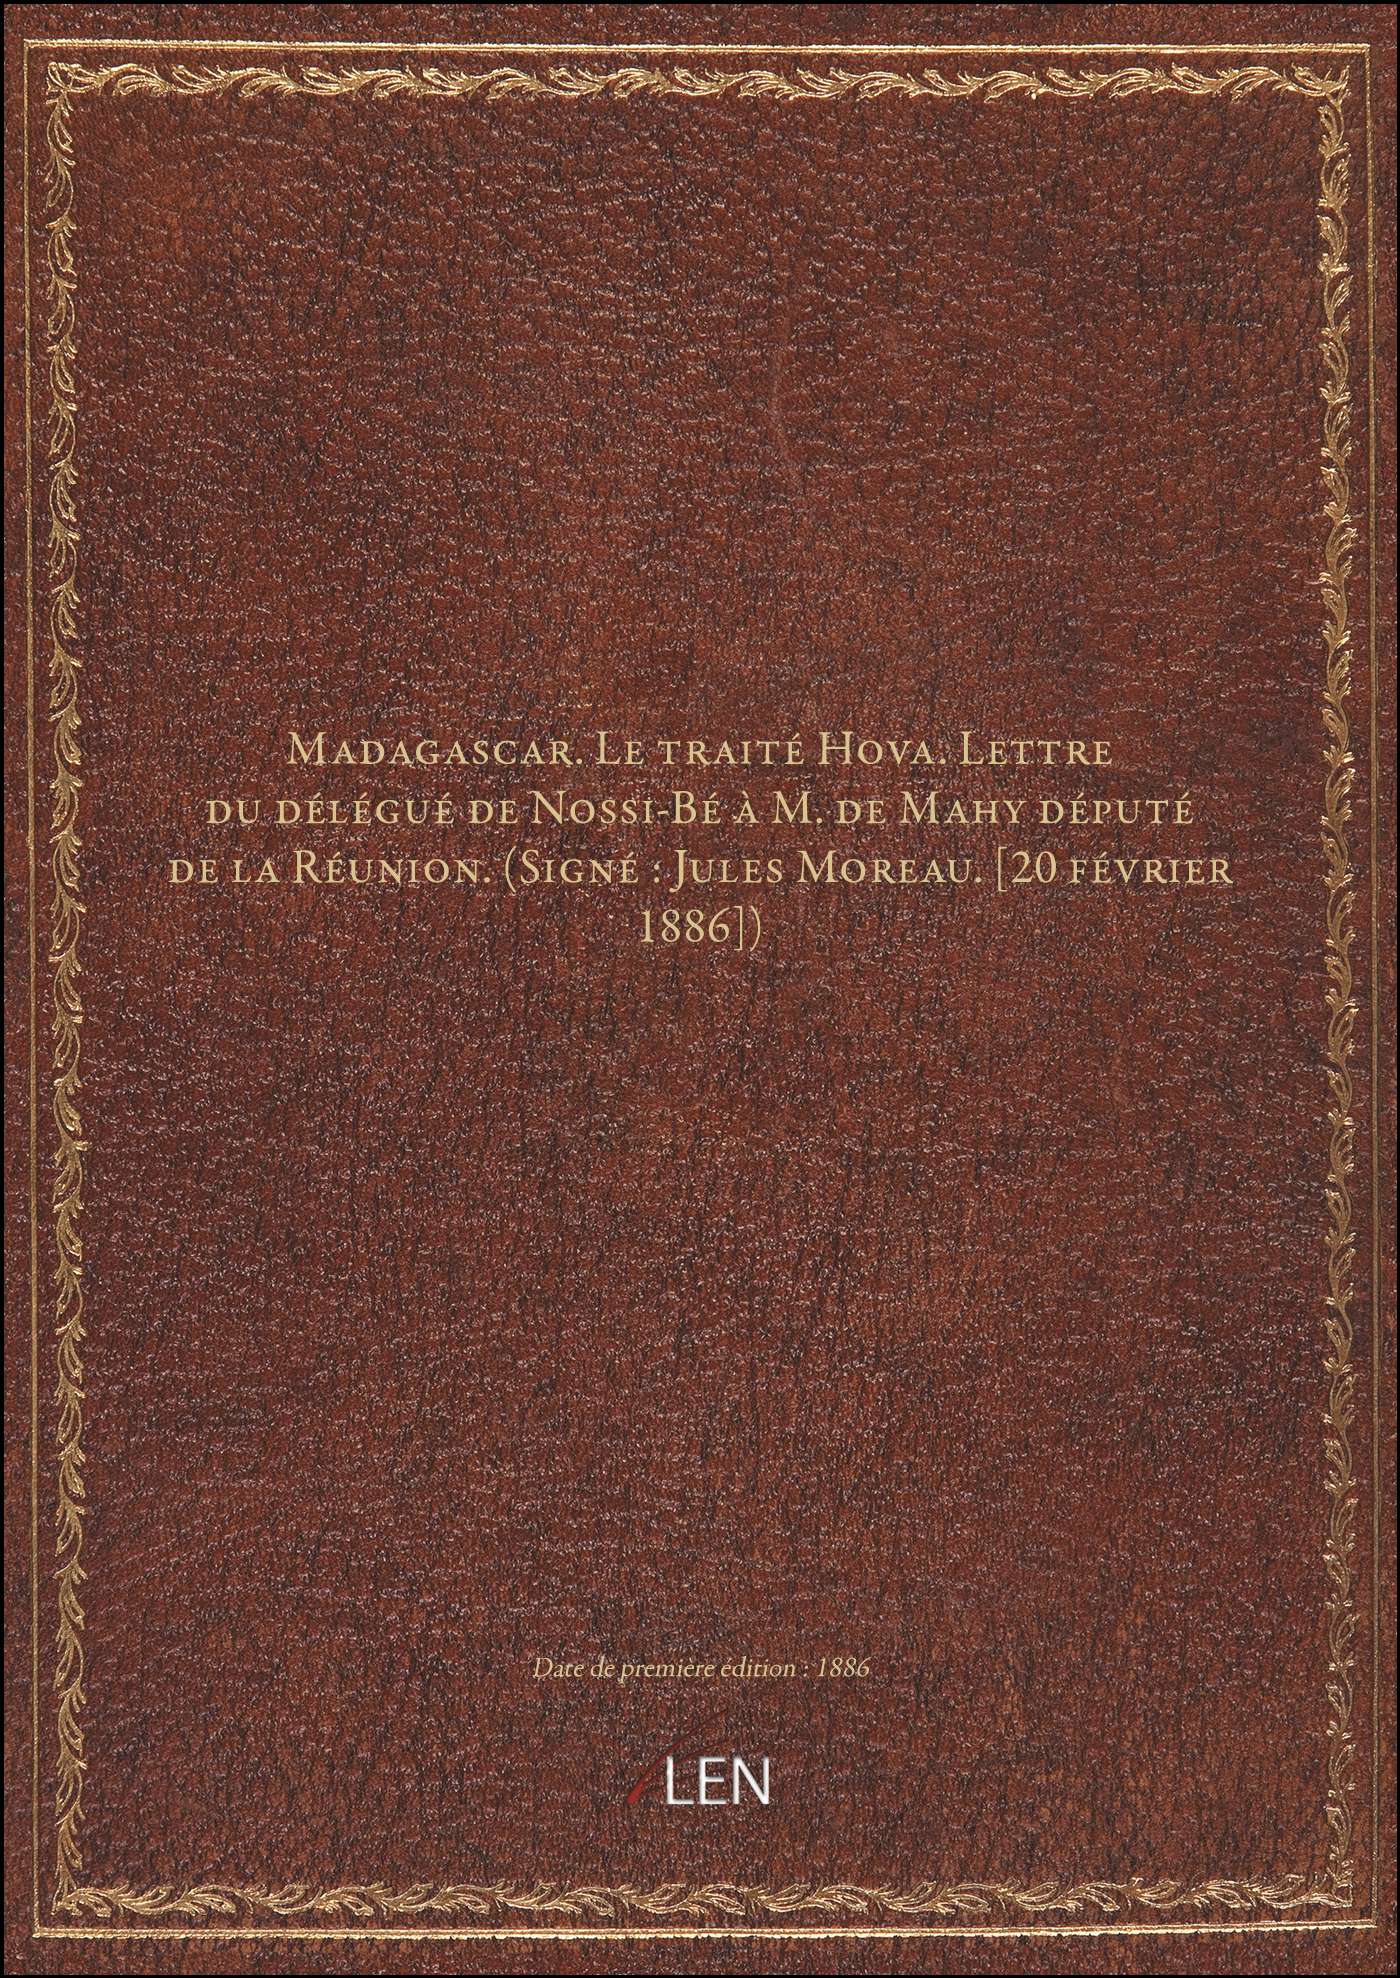 Madagascar. Le traité Hova. Lettre
du délégué de Nossi-Bé à M. de Mahy député
de la Réunion. (Signé : Jules Moreau. [20 février
1886])
Date de première édition : 1886
LEN